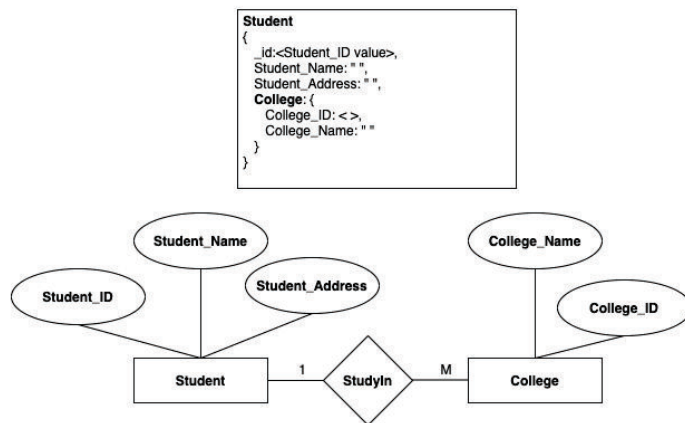 Student
{
_id:<Student_ID value>,
Student_Name: " ",
Student_Address: " ",
College: {
College_ID: < >,
College_Name: " "
}
}
Student_Name
College_Name
Student_ID
Student_Address
College_ID
Student
1
StudyIn
M
College